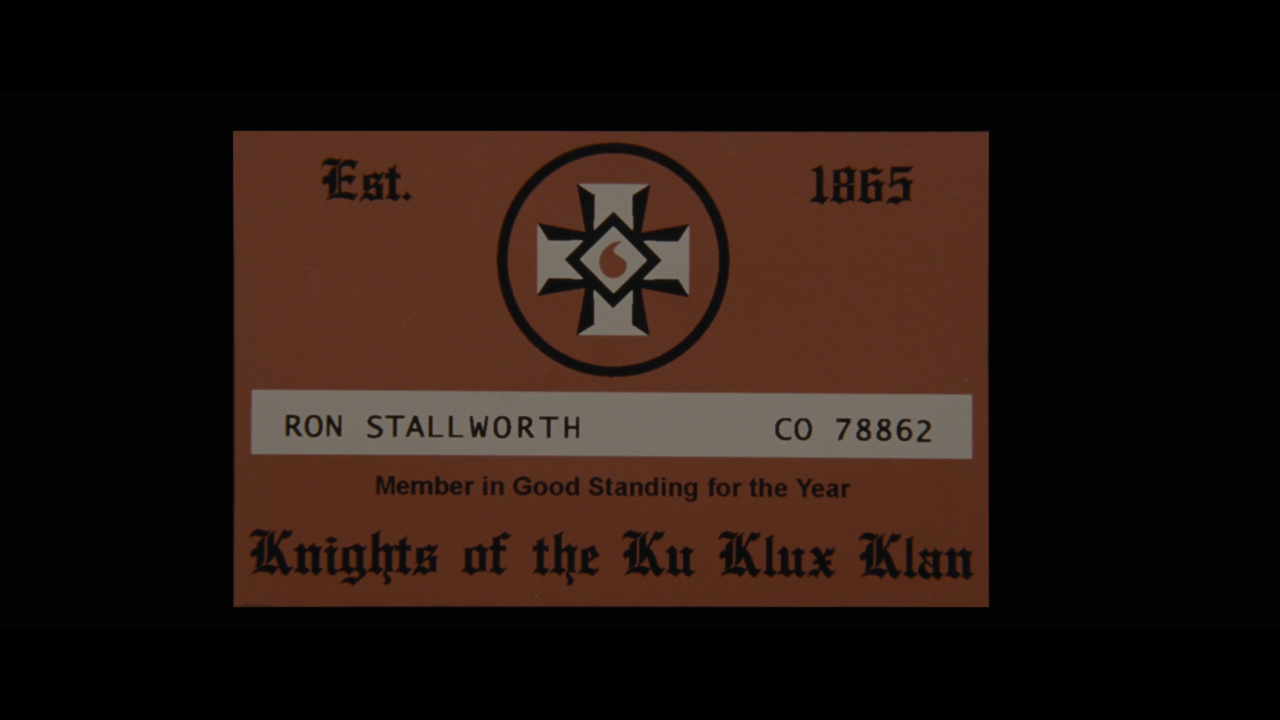 Est. 1865
RON STALLWORTH CO 78862
Member in Good Standing for the Year
Knights of the Ku Klux Klan